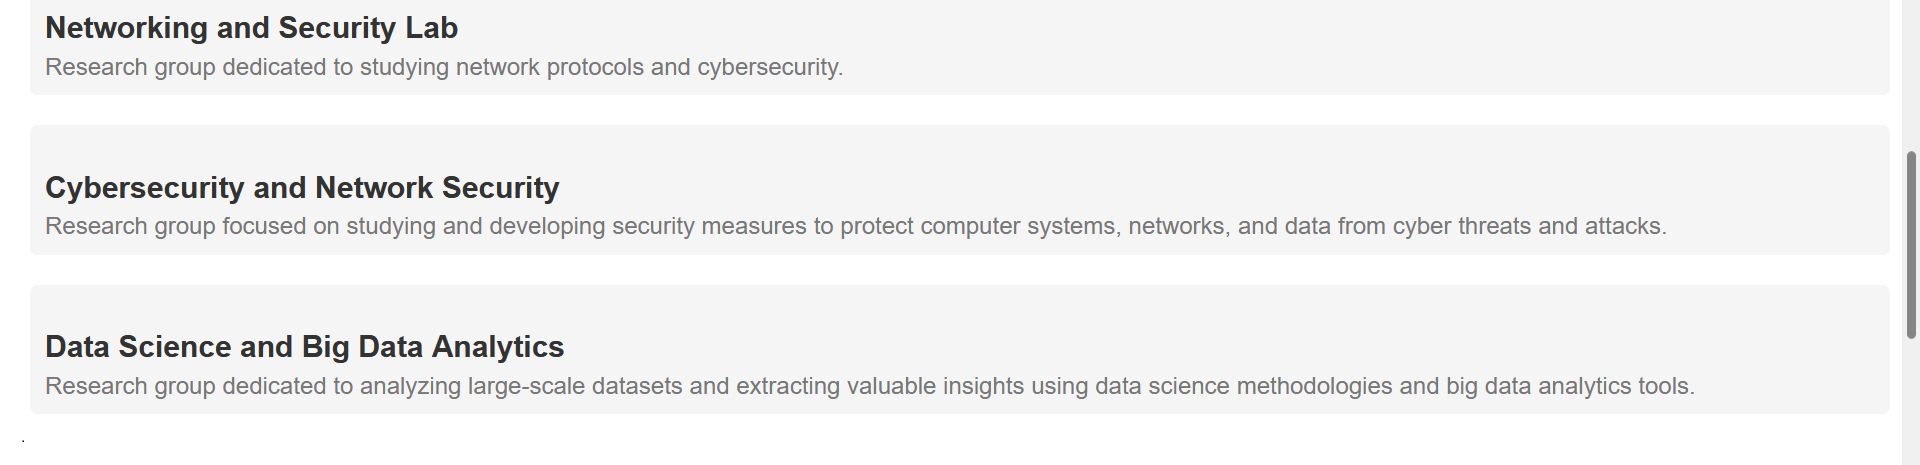 Networking and Security Lab
Research group dedicated to studying network protocols and cybersecurity.
Cybersecurity and Network Security
Research group focused on studying and developing security measures to protect computer systems, networks, and data from cyber threats and attacks.
Data Science and Big Data Analytics
Research group dedicated to analyzing large-scale datasets and extracting valuable insights using data science methodologies and big data analytics tools.
.